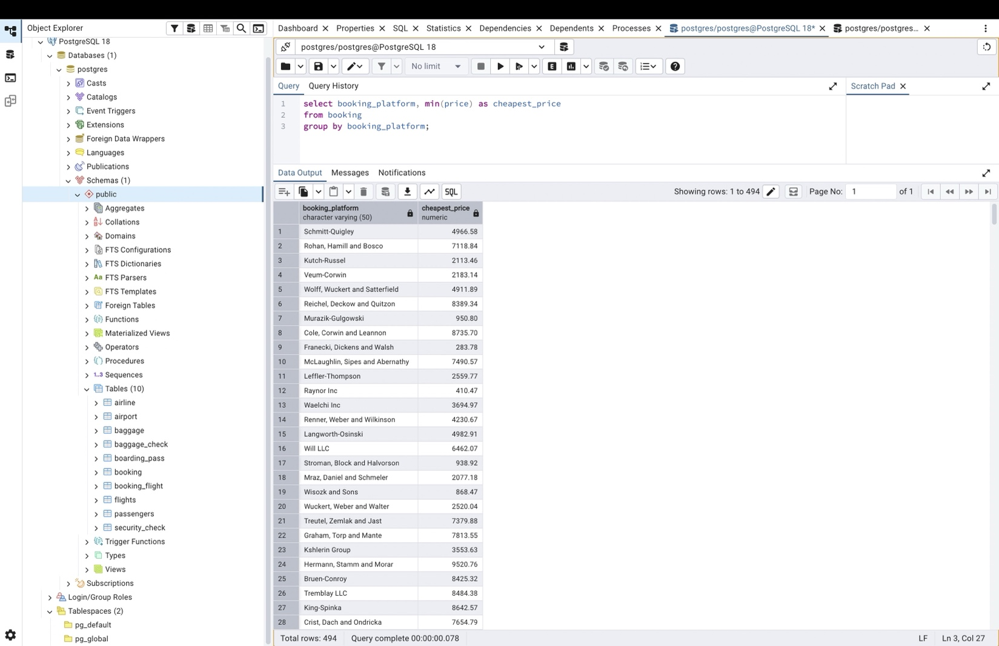 Object Explorer
Dashboard
Properties
SQL
Statistics
Dependencies
Dependents
Processes
postgres/postgres@PostgreSQL 18*
postgres/postgres...
PostgreSQL 18
Databases (1)
postgres
Casts
Catalogs
Event Triggers
Extensions
Foreign Data Wrappers
Languages
Publications
Schemas (1)
public
Aggregates
Collations
Domains
FTS Configurations
FTS Dictionaries
Aa FTS Parsers
FTS Templates
Foreign Tables
Functions
Materialized Views
Operators
Procedures
1..3 Sequences
Tables (10)
airline
airport
baggage
baggage_check
boarding_pass
booking
booking_flight
flights
passengers
security_check
Trigger Functions
Types
Views
Subscriptions
Login/Group Roles
Tablespaces (2)
pg_default
pg_global
postgres/postgres@PostgreSQL 18
No limit
E
Query
Query History
Scratch Pad
1 select booking_platform, min(price) as cheapest_price
2 from booking
3 group by booking_platform;
Data Output
Messages
Notifications
SQL
Showing rows: 1 to 494
Page No: 1 of 1
booking_platform character varying (50)
cheapest_price numeric
1 Schmitt-Quigley 4966.58
2 Rohan, Hamill and Bosco 7118.84
3 Kutch-Russel 2113.46
4 Veum-Corwin 2183.14
5 Wolff, Wuckert and Satterfield 4911.89
6 Reichel, Deckow and Quitzon 8389.34
7 Murazik-Gulgowski 950.80
8 Cole, Corwin and Leannon 8735.70
9 Franecki, Dickens and Walsh 283.78
10 McLaughlin, Sipes and Abernathy 7490.57
11 Leffler-Thompson 2559.77
12 Raynor Inc 410.47
13 Waelchi Inc 3694.97
14 Renner, Weber and Wilkinson 4230.67
15 Langworth-Osinski 4982.91
16 Will LLC 6462.07
17 Stroman, Block and Halvorson 938.92
18 Mraz, Daniel and Schmeler 2077.18
19 Wisozk and Sons 868.47
20 Wuckert, Weber and Walter 2520.04
21 Treutel, Zemlak and Jast 7379.88
22 Graham, Torp and Mante 7813.55
23 Kshlerin Group 3553.63
24 Hermann, Stamm and Morar 9520.76
25 Bruen-Conroy 8425.32
26 Tremblay LLC 8484.38
27 King-Spinka 8642.57
28 Crist, Dach and Ondricka 7654.79
Total rows: 494
Query complete 00:00:00.078
LF
Ln 3, Col 27